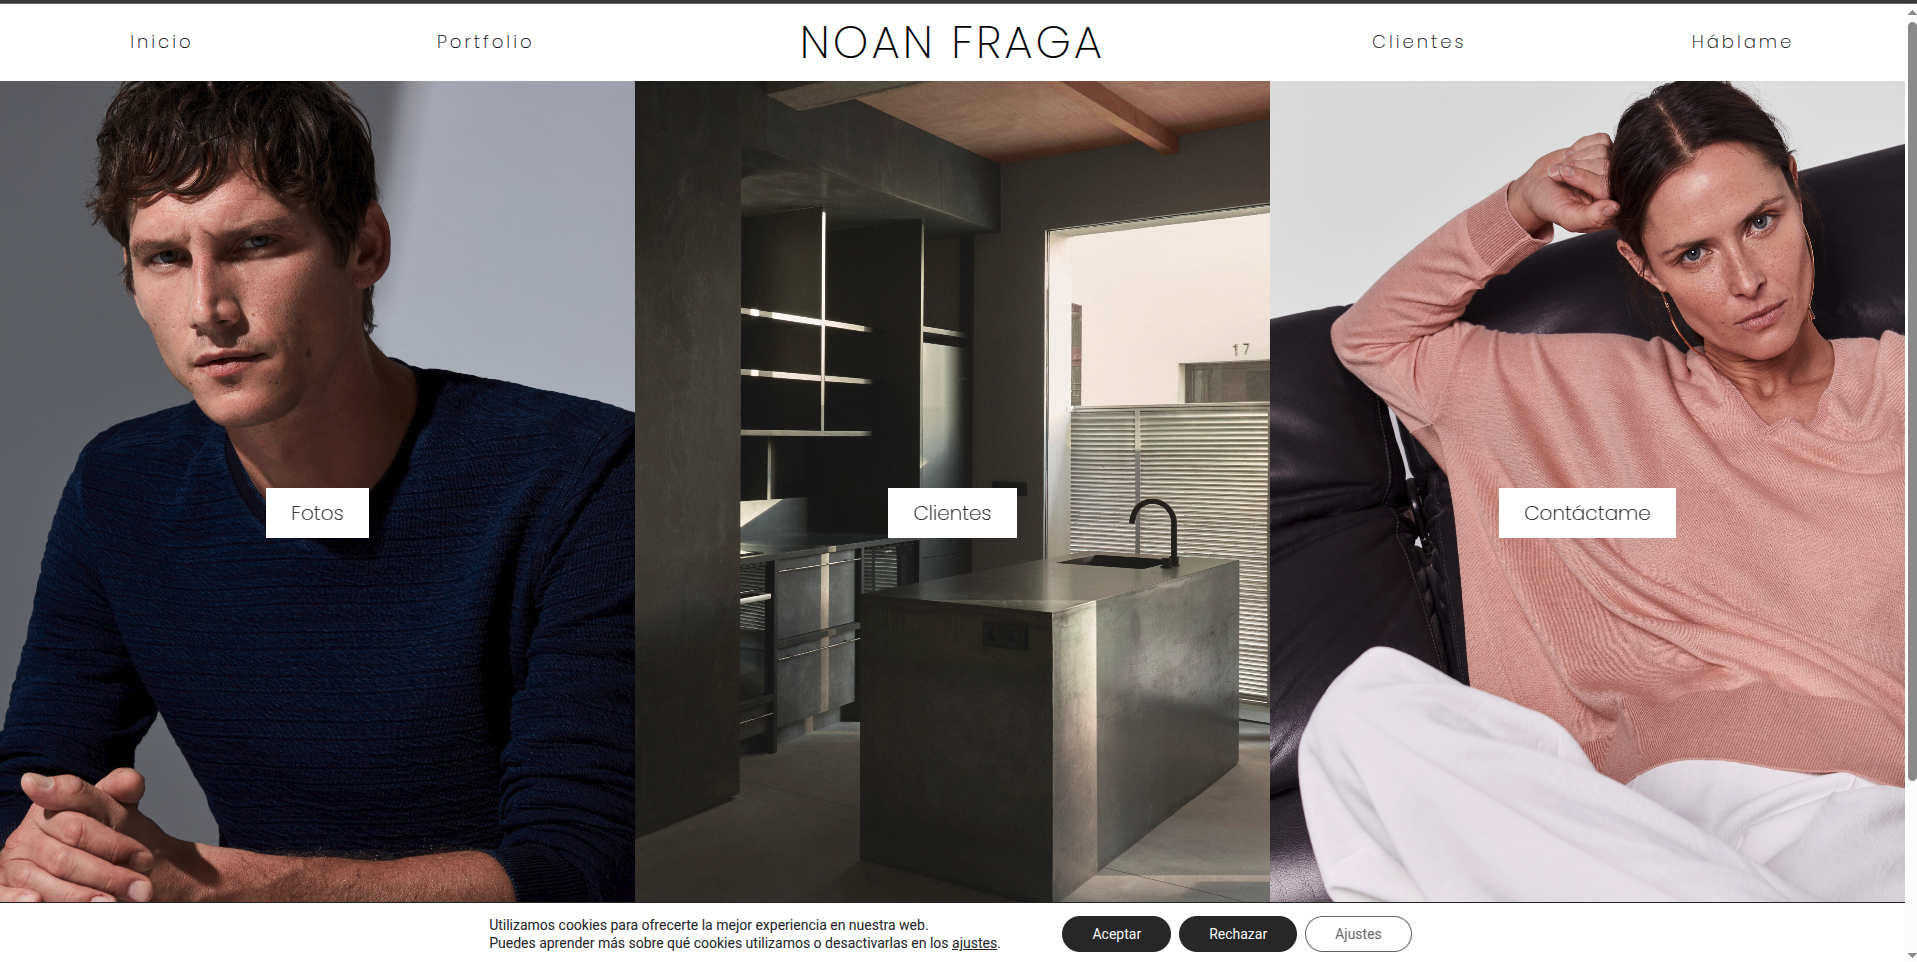 Inicio
Portfolio
NOAN FRAGA
Clientes
Háblame
17
Fotos
Clientes
Contáctame
Utilizamos cookies para ofrecerte la mejor experiencia en nuestra web.
Puedes aprender más sobre qué cookies utilizamos o desactivarlas en los ajustes.
Aceptar
Rechazar
Ajustes